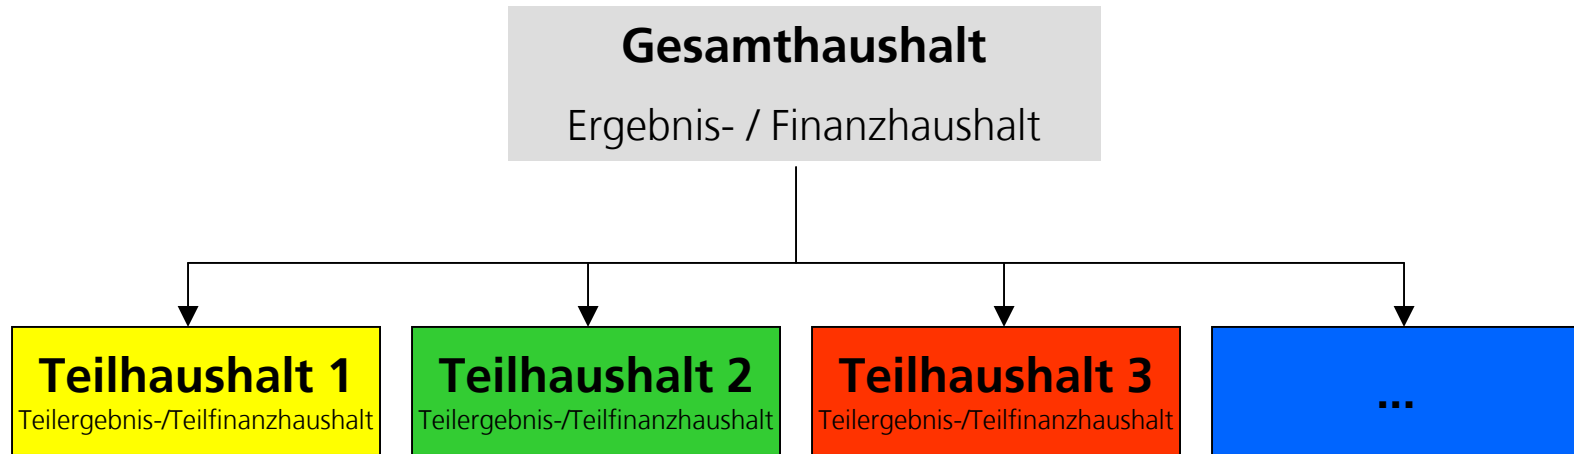 Gesamthaushalt
Ergebnis- / Finanzhaushalt
Teilhaushalt 1
Teilergebnis-/Teilfinanzhaushalt
Teilhaushalt 2
Teilergebnis-/Teilfinanzhaushalt
Teilhaushalt 3
Teilergebnis-/Teilfinanzhaushalt
...